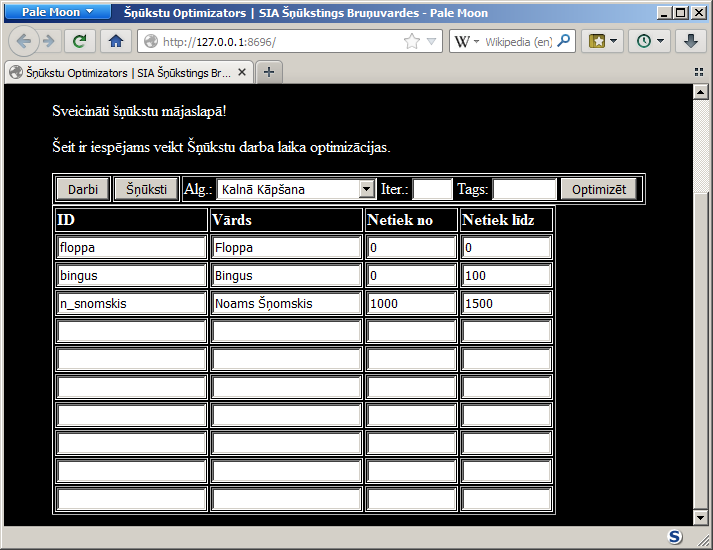 Pale Moon Šņūkstu Optimizators | SIA Šņūkstings Bruņuvardes - Pale Moon
http://127.0.0.1:8696/ W Wikipedia (en)
Šņūkstu Optimizators | SIA Šņūkstings Br...
Sveicināti šņūkstu mājaslapā!
Šeit ir iespējams veikt Šņūkstu darba laika optimizācijas.
Darbi Šņūksti Alg.: Kalnā Kāpšana Iter.: Tags: Optimizēt
ID Vārds Netiek no Netiek līdz
floppa Floppa 0 0
bingus Bingus 0 100
n_snomskis Noams Šņomskis 1000 1500
S